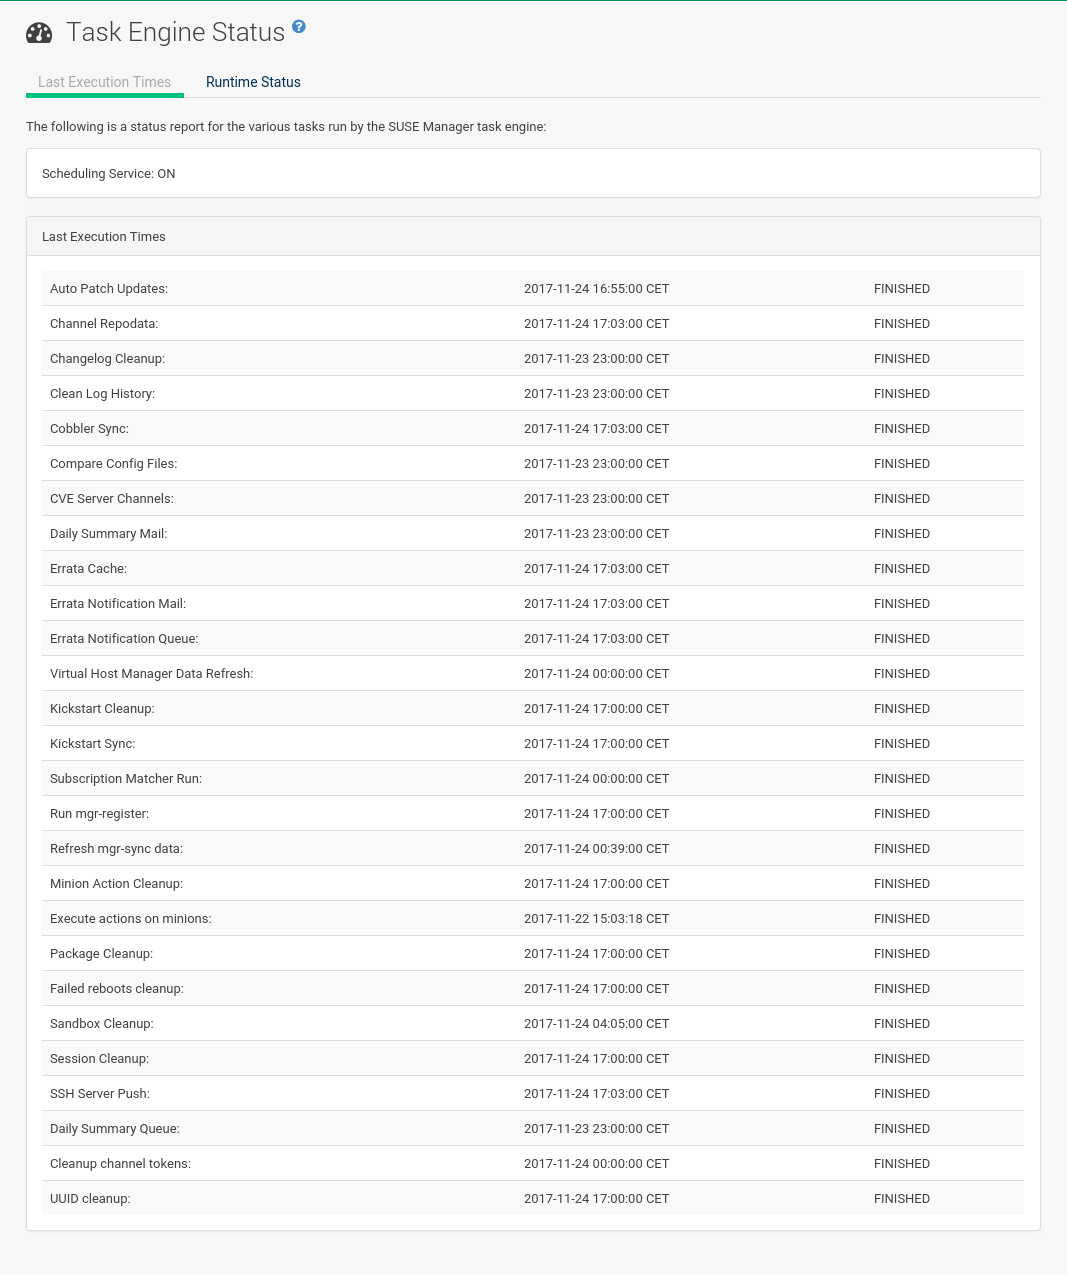 Task Engine Status ?
Last Execution Times Runtime Status
The following is a status report for the various tasks run by the SUSE Manager task engine:
Scheduling Service: ON
Last Execution Times
Auto Patch Updates: 2017-11-24 16:55:00 CET FINISHED
Channel Repodata: 2017-11-24 17:03:00 CET FINISHED
Changelog Cleanup: 2017-11-23 23:00:00 CET FINISHED
Clean Log History: 2017-11-23 23:00:00 CET FINISHED
Cobbler Sync: 2017-11-24 17:03:00 CET FINISHED
Compare Config Files: 2017-11-23 23:00:00 CET FINISHED
CVE Server Channels: 2017-11-23 23:00:00 CET FINISHED
Daily Summary Mail: 2017-11-23 23:00:00 CET FINISHED
Errata Cache: 2017-11-24 17:03:00 CET FINISHED
Errata Notification Mail: 2017-11-24 17:03:00 CET FINISHED
Errata Notification Queue: 2017-11-24 17:03:00 CET FINISHED
Virtual Host Manager Data Refresh: 2017-11-24 00:00:00 CET FINISHED
Kickstart Cleanup: 2017-11-24 17:00:00 CET FINISHED
Kickstart Sync: 2017-11-24 17:00:00 CET FINISHED
Subscription Matcher Run: 2017-11-24 00:00:00 CET FINISHED
Run mgr-register: 2017-11-24 17:00:00 CET FINISHED
Refresh mgr-sync data: 2017-11-24 00:39:00 CET FINISHED
Minion Action Cleanup: 2017-11-24 17:00:00 CET FINISHED
Execute actions on minions: 2017-11-22 15:03:18 CET FINISHED
Package Cleanup: 2017-11-24 17:00:00 CET FINISHED
Failed reboots cleanup: 2017-11-24 17:00:00 CET FINISHED
Sandbox Cleanup: 2017-11-24 04:05:00 CET FINISHED
Session Cleanup: 2017-11-24 17:00:00 CET FINISHED
SSH Server Push: 2017-11-24 17:03:00 CET FINISHED
Daily Summary Queue: 2017-11-23 23:00:00 CET FINISHED
Cleanup channel tokens: 2017-11-24 00:00:00 CET FINISHED
UUID cleanup: 2017-11-24 17:00:00 CET FINISHED